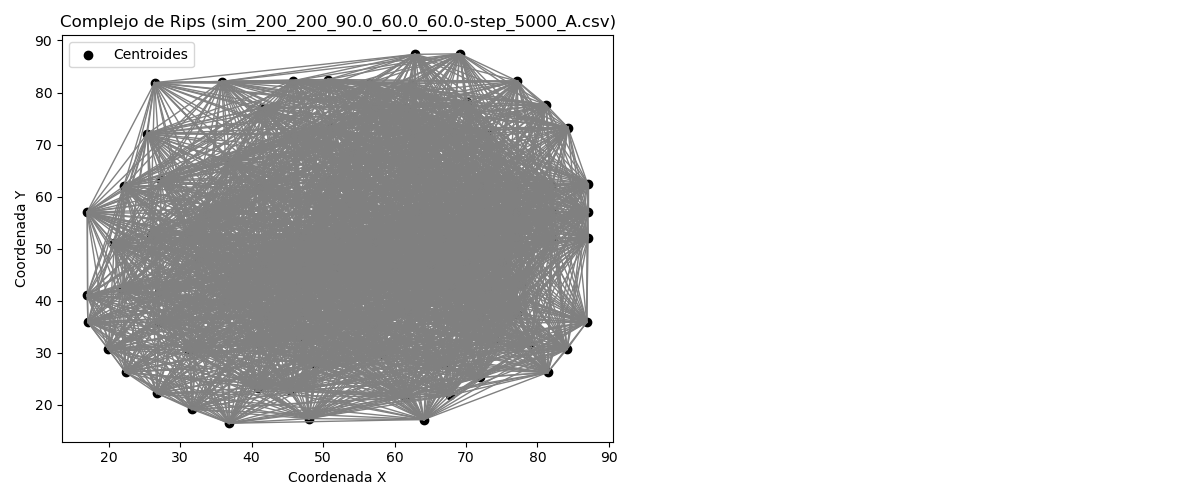 Complejo de Rips (sim_200_200_90.0_60.0_60.0-step_5000_A.csv)
Centroides
90
80
70
60
50
40
30
20
Coordenada Y
20 30 40 50 60 70 80 90
Coordenada X